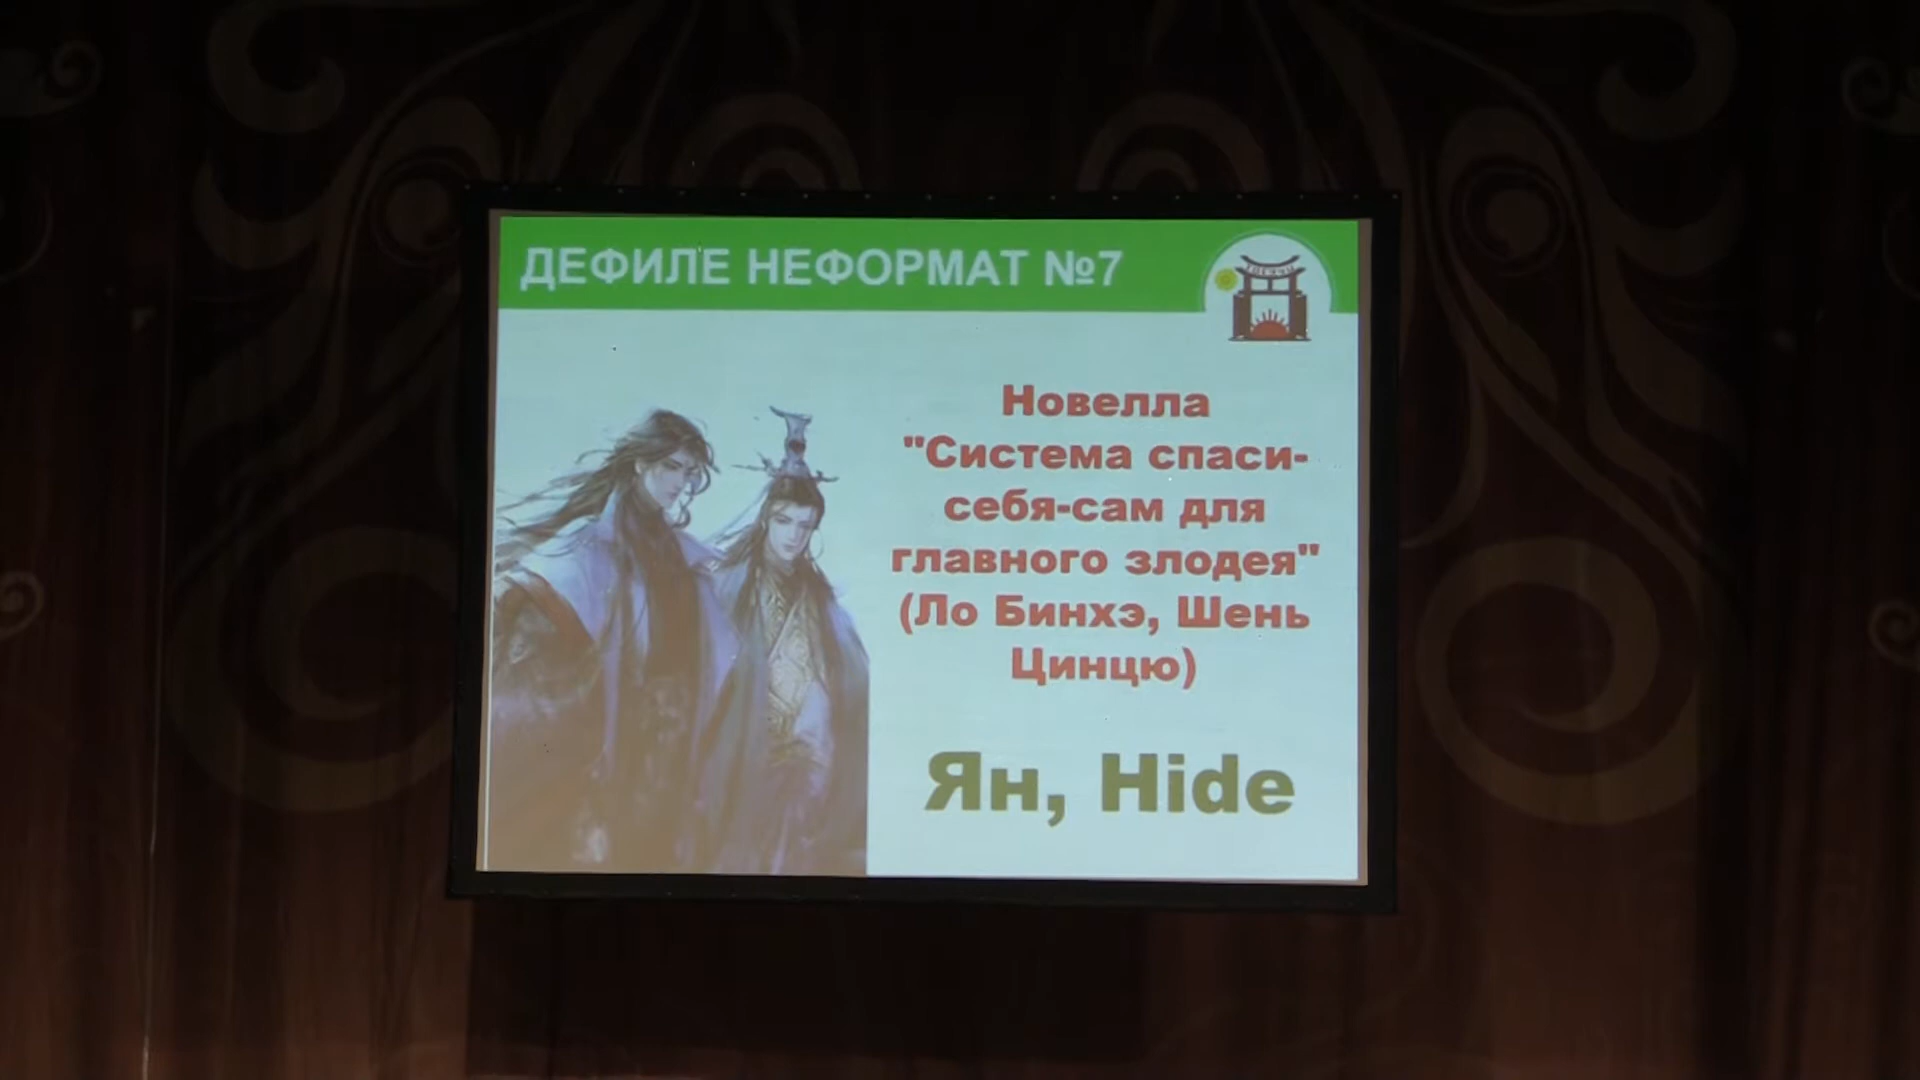 ДЕФИЛЕ НЕФОРМАТ №7
Новелла
"Система спаси-
себя-сам для
главного злодея"
(Ло Бинхэ, Шень
Цинцю)
Ян, Hide